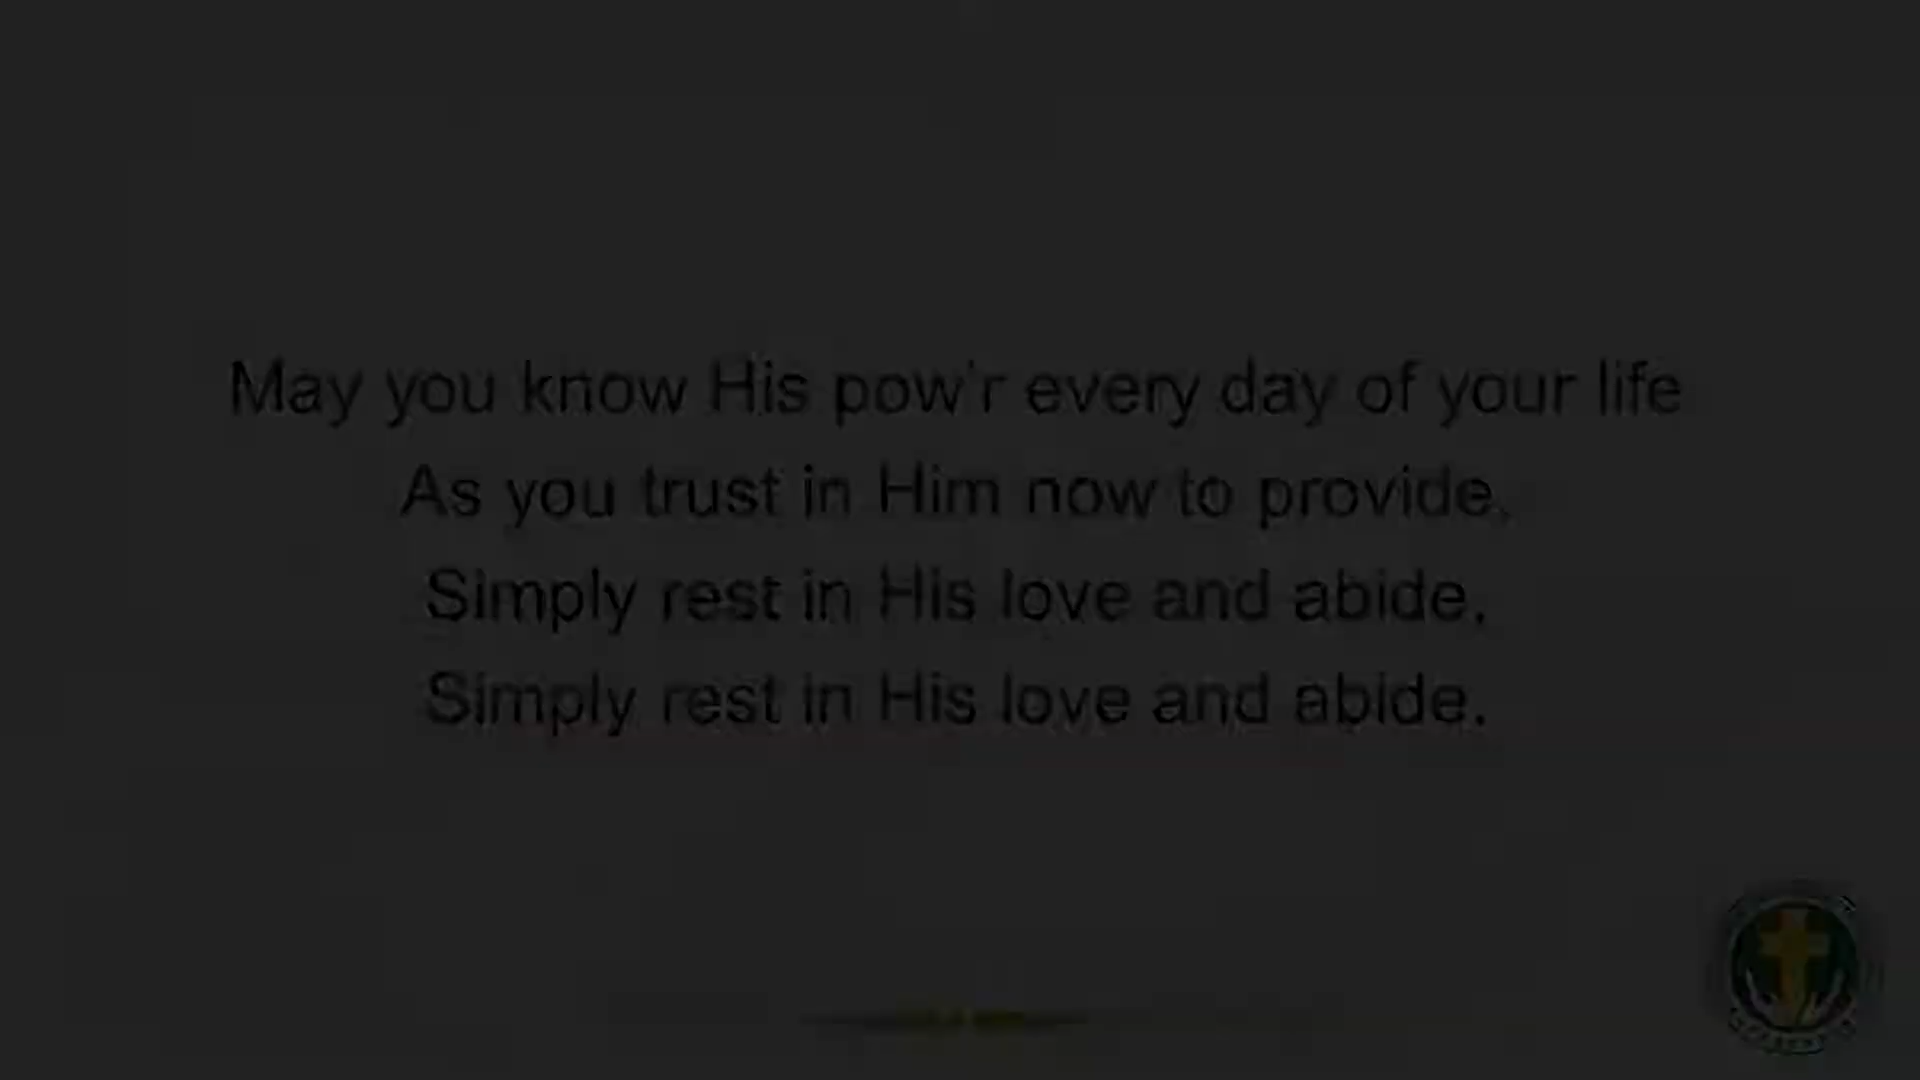 May you know His pow'r every day of your life
As you trust in Him now to provide,
Simply rest in His love and abide,
Simply rest in His love and abide.